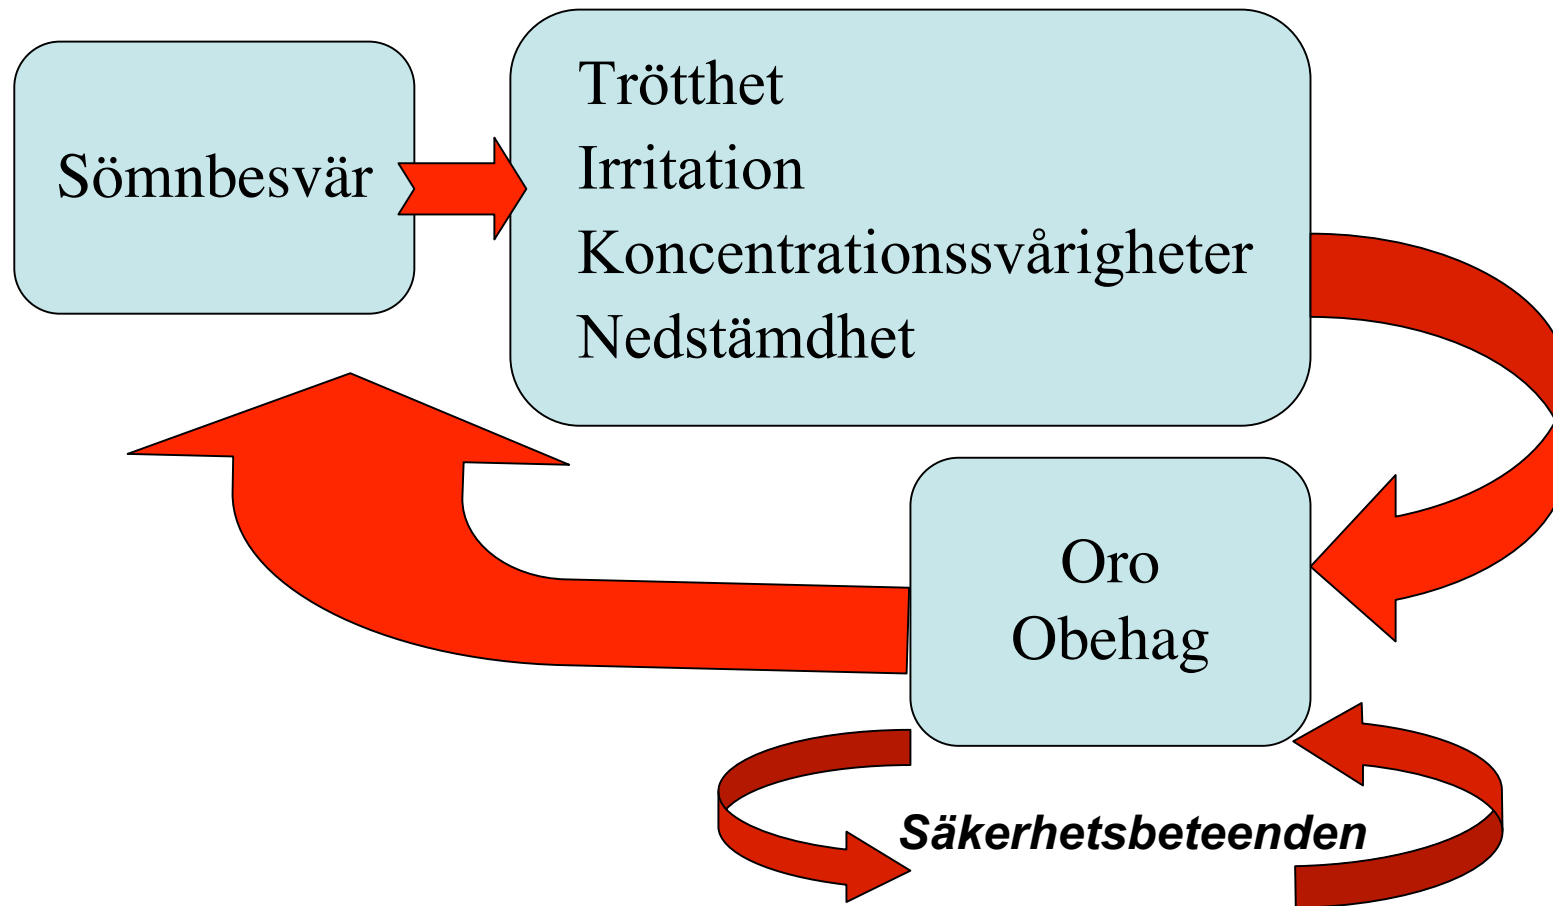 Sömnbesvär
Trötthet
Irritation
Koncentrationssvårigheter
Nedstämdhet
Oro
Obehag
Säkerhetsbeteenden